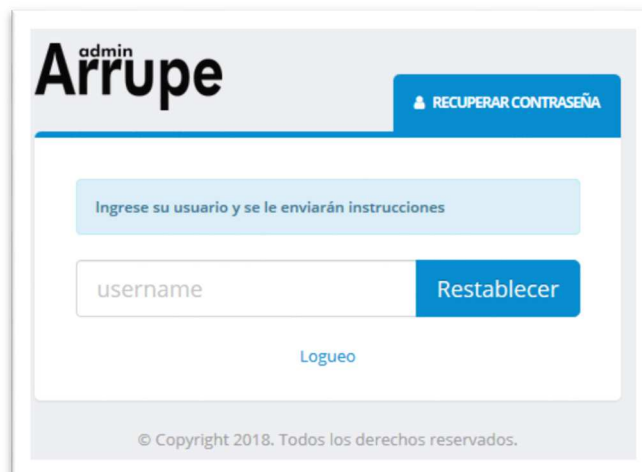 admin
Arrupe
RECUPERAR CONTRASEÑA
Ingrese su usuario y se le enviarán instrucciones
username
Restablecer
Logueo
© Copyright 2018. Todos los derechos reservados.